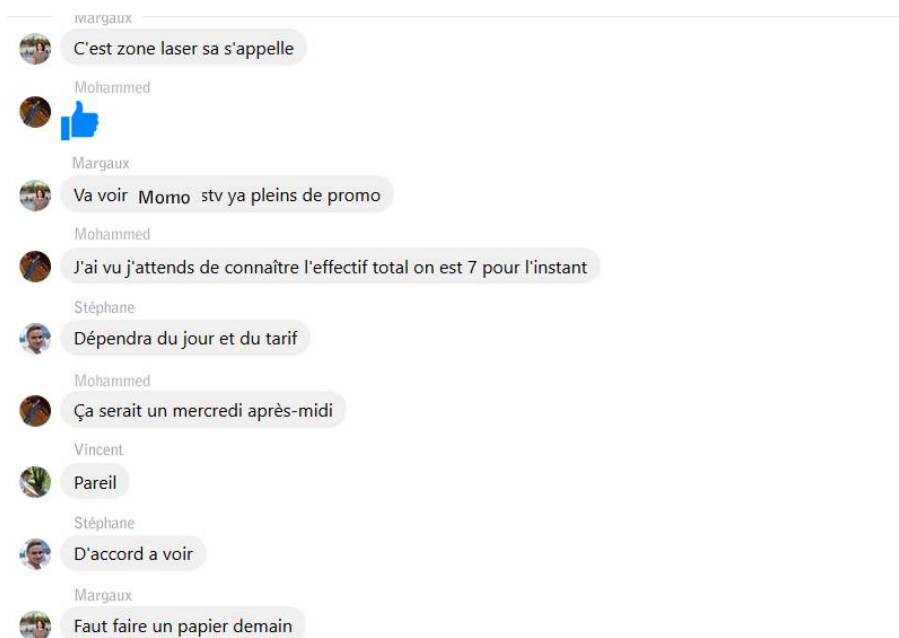 Margaux
C'est zone laser sa s'appelle
Mohammed
Margaux
Va voir Momo stv ya pleins de promo
Mohammed
J'ai vu j'attends de connaître l'effectif total on est 7 pour l'instant
Stéphane
Dépendra du jour et du tarif
Mohammed
Ça serait un mercredi après-midi
Vincent
Pareil
Stéphane
D'accord a voir
Margaux
Faut faire un papier demain